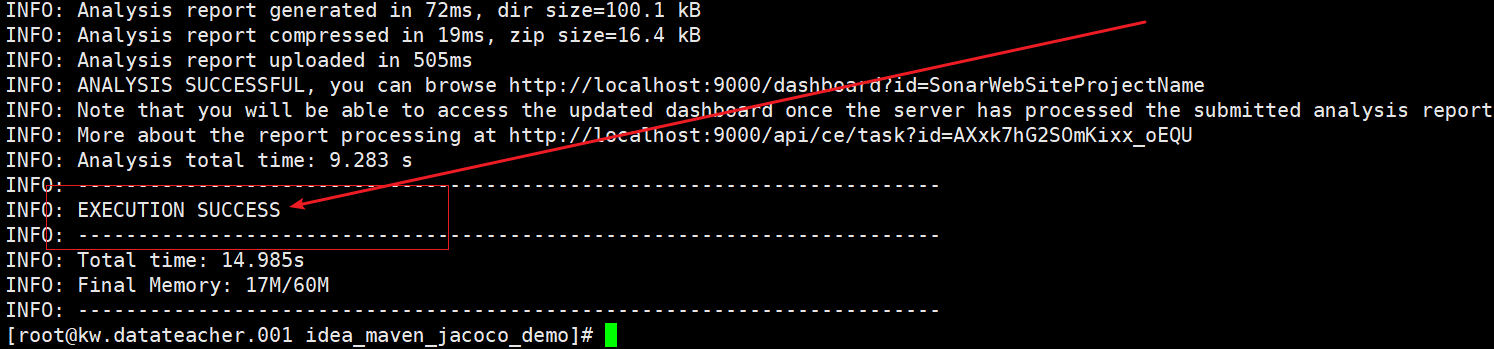 INFO: Analysis report generated in 72ms, dir size=100.1 kB
INFO: Analysis report compressed in 19ms, zip size=16.4 kB
INFO: Analysis report uploaded in 505ms
INFO: ANALYSIS SUCCESSFUL, you can browse http://localhost:9000/dashboard?id=SonarWebSiteProjectName
INFO: Note that you will be able to access the updated dashboard once the server has processed the submitted analysis report
INFO: More about the report processing at http://localhost:9000/api/ce/task?id=AXxk7hG2SOmKixx_oEQU
INFO: Analysis total time: 9.283 s
INFO: ------------------------------------------------------------------------
INFO: EXECUTION SUCCESS
INFO: ------------------------------------------------------------------------
INFO: Total time: 14.985s
INFO: Final Memory: 17M/60M
INFO: ------------------------------------------------------------------------
[root@kw.datateacher.001 idea_maven_jacoco_demo]#